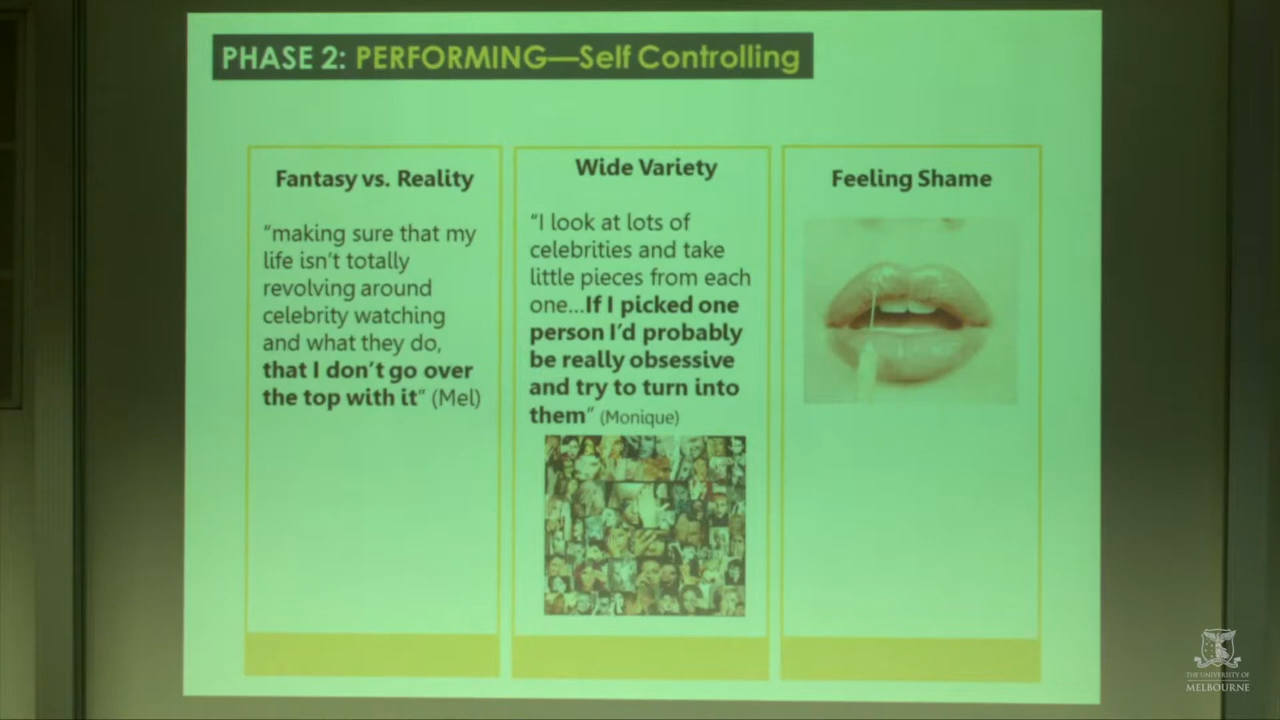 PHASE 2: PERFORMING—Self Controlling
Fantasy vs. Reality
“making sure that my
life isn’t totally
revolving around
celebrity watching
and what they do,
that I don’t go over
the top with it” (Mel)
Wide Variety
“I look at lots of
celebrities and take
little pieces from each
one...If I picked one
person I’d probably
be really obsessive
and try to turn into
them” (Monique)
Feeling Shame
THE UNIVERSITY OF
MELBOURNE